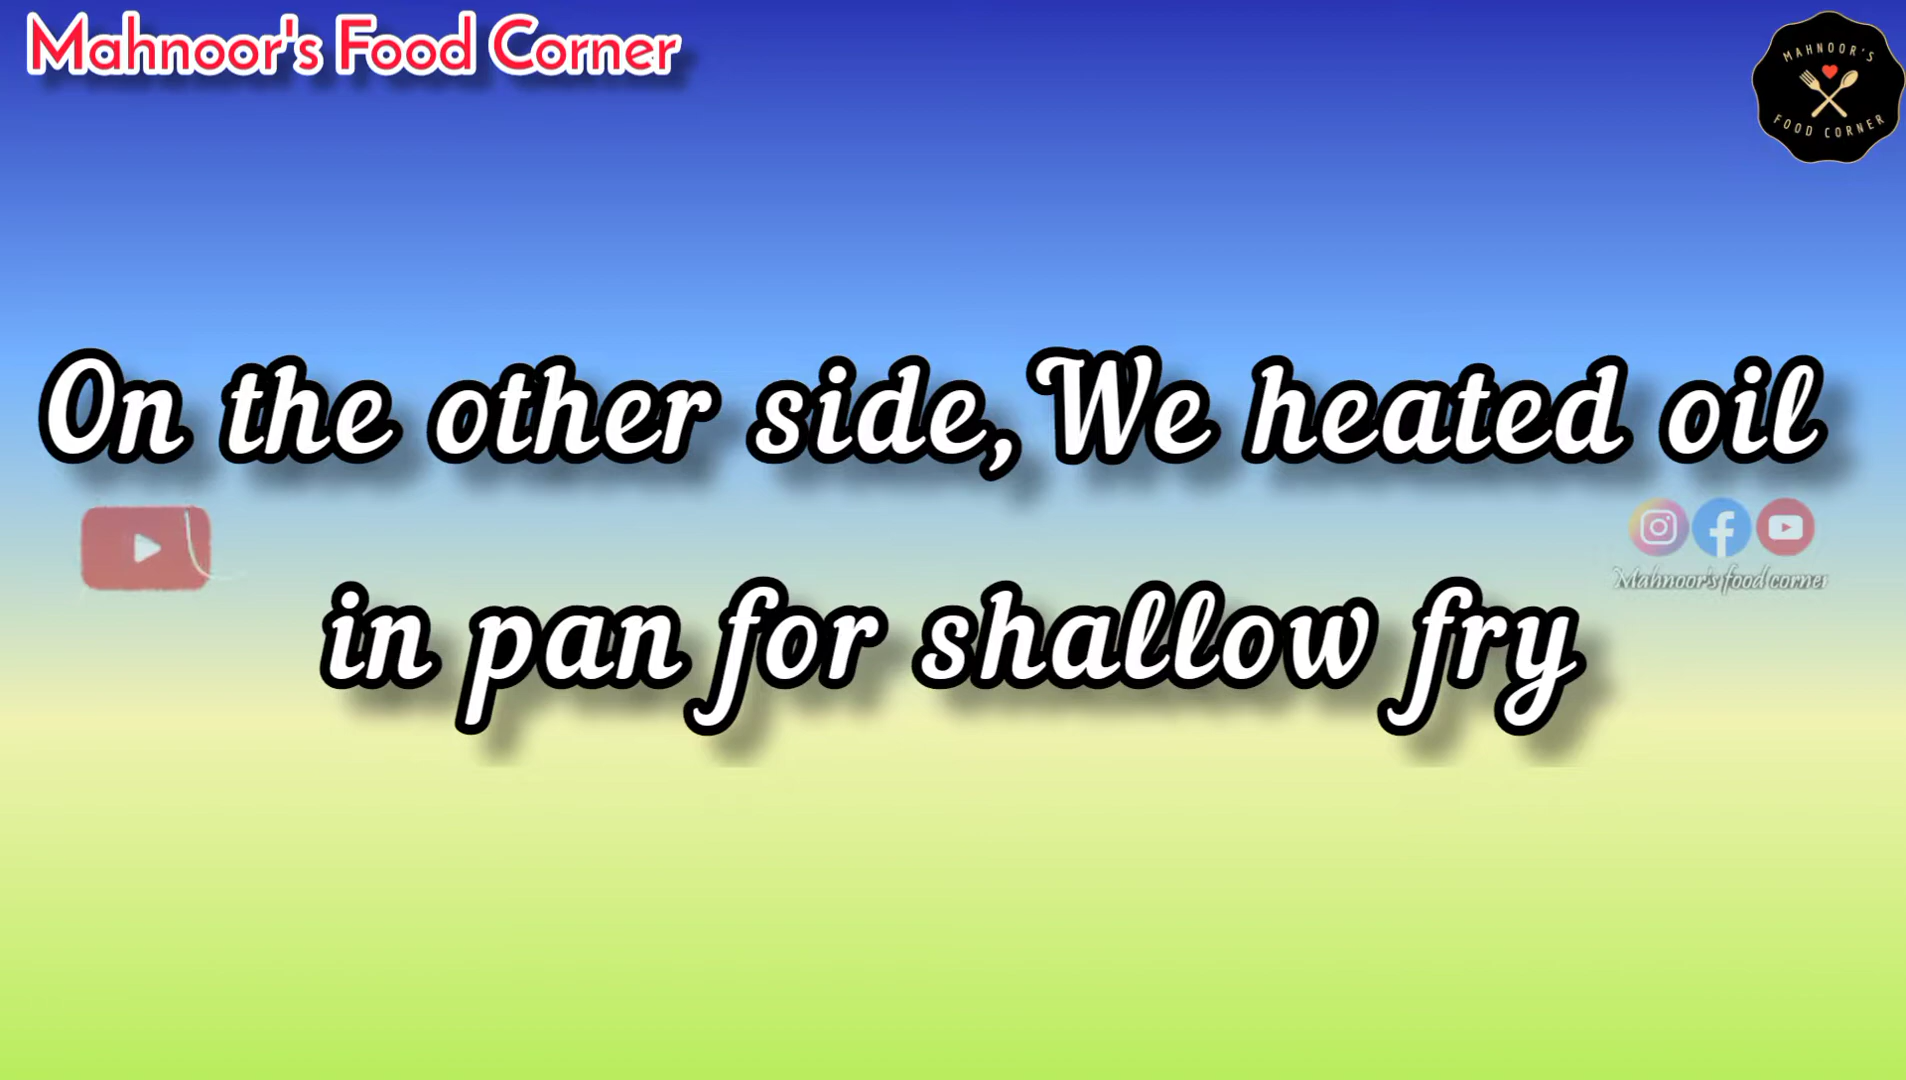 Mahnoor's Food Corner
MAHNOOR'S
FOOD CORNER
On the other side,We heated oil
Mahnoor's food corner
in pan for shallow fry